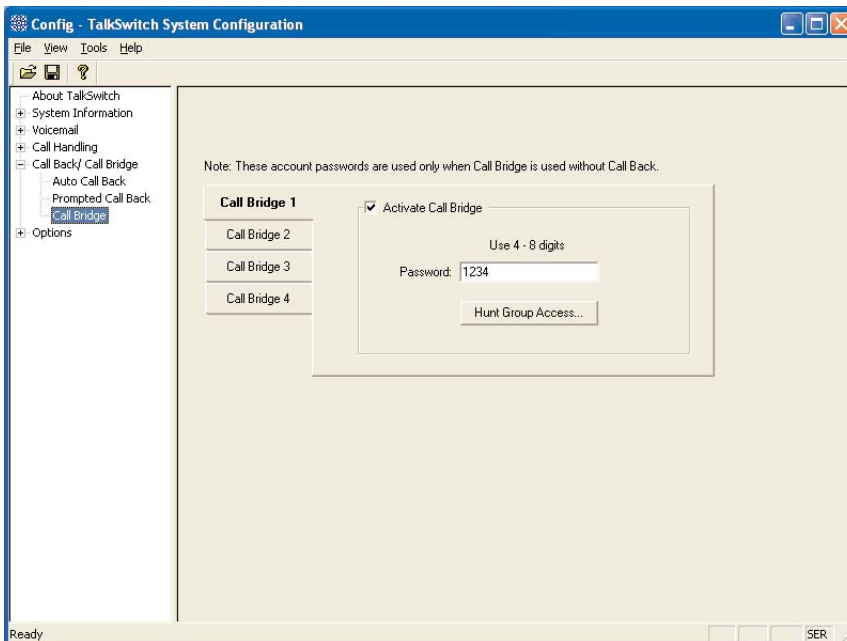 Config - TalkSwitch System Configuration
File View Tools Help
About TalkSwitch
System Information
Voicemail
Call Handling
Call Back/ Call Bridge
Auto Call Back
Prompted Call Back
Call Bridge
Options
Note: These account passwords are used only when Call Bridge is used without Call Back.
Call Bridge 1
Call Bridge 2
Call Bridge 3
Call Bridge 4
Activate Call Bridge
Use 4 - 8 digits
Password: 1234
Hunt Group Access...
Ready SER